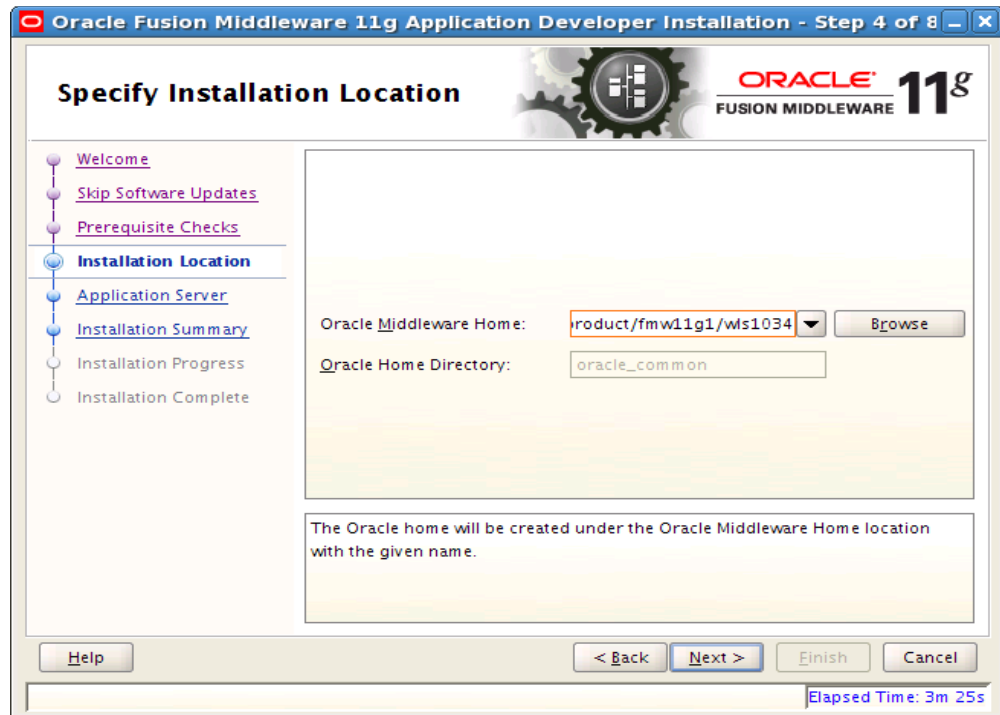 Oracle Fusion Middleware 11g Application Developer Installation - Step 4 of 8
Specify Installation Location
ORACLE
FUSION MIDDLEWARE
11g
Welcome
Skip Software Updates
Prerequisite Checks
Installation Location
Application Server
Installation Summary
Installation Progress
Installation Complete
Oracle Middleware Home: roduct/fmw11g1/wls1034 Browse
Oracle Home Directory: oracle_common
The Oracle home will be created under the Oracle Middleware Home location
with the given name.
Help < Back Next > Finish Cancel
Elapsed Time: 3m 25s